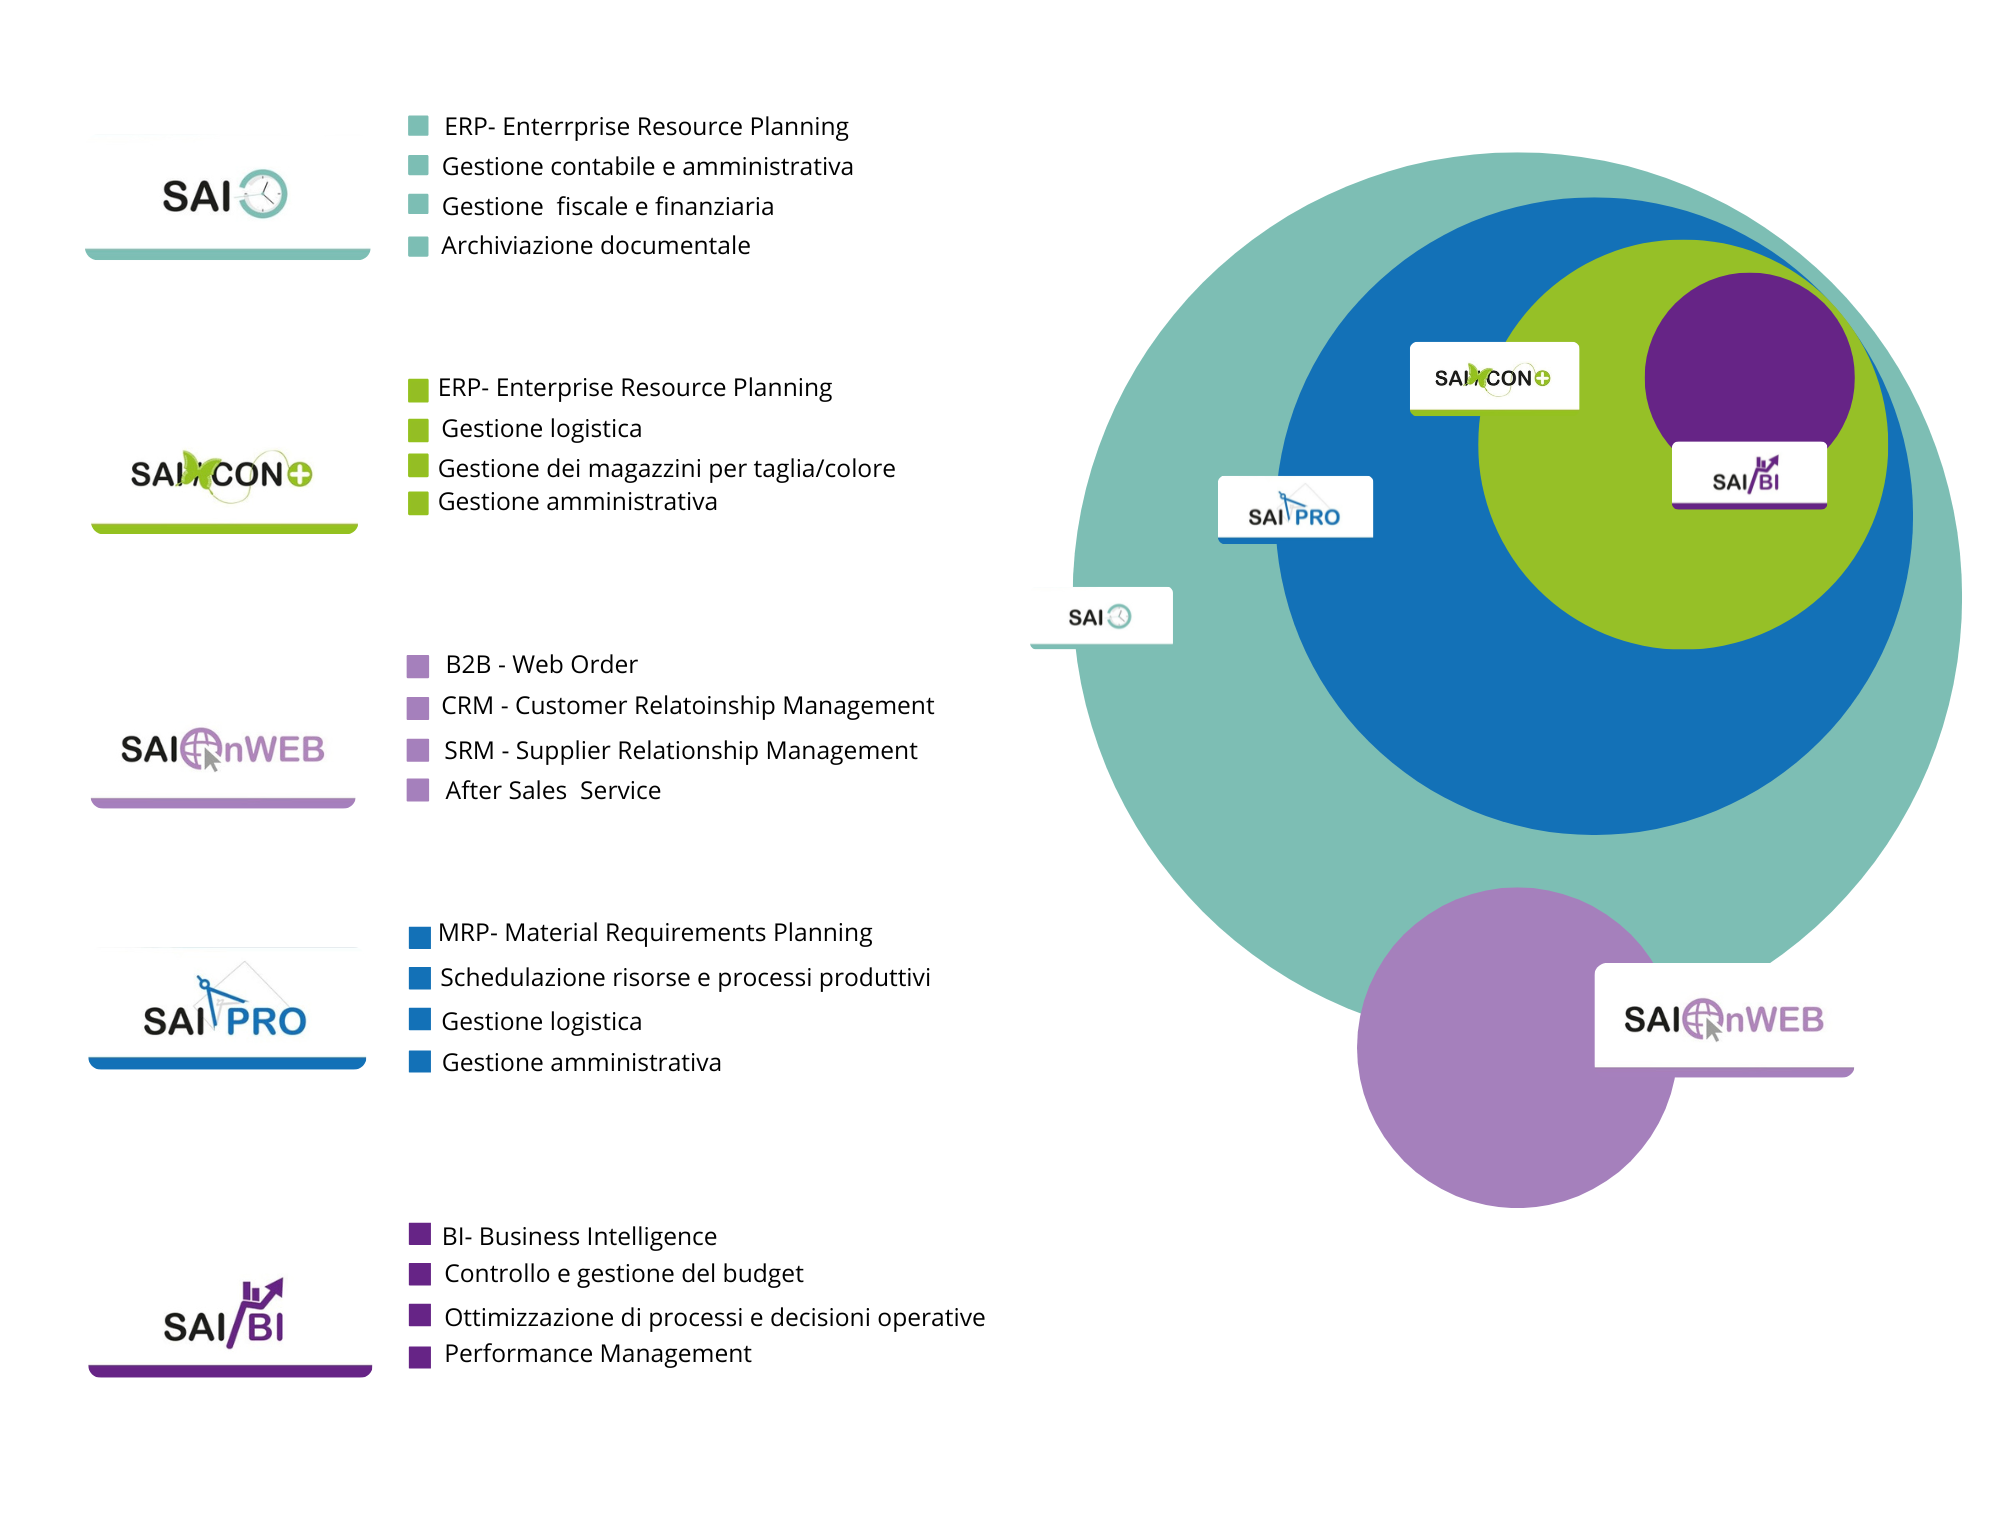 SAI
ERP- Enterrprise Resource Planning
Gestione contabile e amministrativa
Gestione fiscale e finanziaria
Archiviazione documentale
SAI CON+
ERP- Enterprise Resource Planning
Gestione logistica
Gestione dei magazzini per taglia/colore
Gestione amministrativa
SAIOnWEB
B2B - Web Order
CRM - Customer Relatoinship Management
SRM - Supplier Relationship Management
After Sales Service
SAI PRO
MRP- Material Requirements Planning
Schedulazione risorse e processi produttivi
Gestione logistica
Gestione amministrativa
SAI/BI
BI- Business Intelligence
Controllo e gestione del budget
Ottimizzazione di processi e decisioni operative
Performance Management
SAI CON+
SAI/BI
SAI PRO
SAI
SAIOnWEB